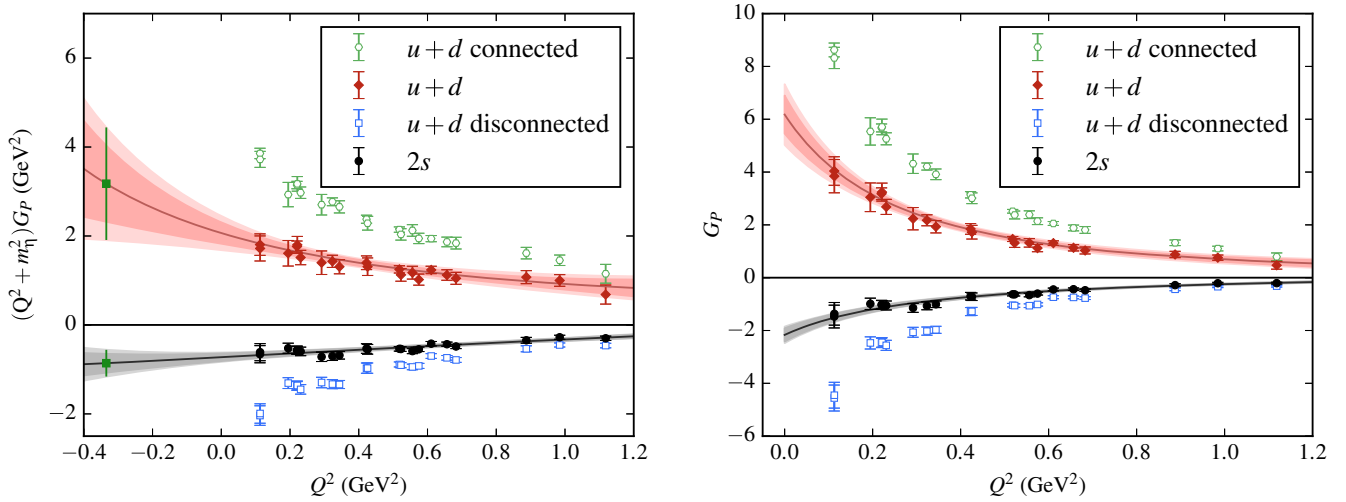 (Q² + m²_η) G_P (GeV²)
6
4
2
0
−2
−0.4 −0.2 0.0 0.2 0.4 0.6 0.8 1.0 1.2
Q² (GeV²)
u + d connected
u + d
u + d disconnected
2s
G_P
10
8
6
4
2
0
−2
−4
−6
0.0 0.2 0.4 0.6 0.8 1.0 1.2
Q² (GeV²)
u + d connected
u + d
u + d disconnected
2s